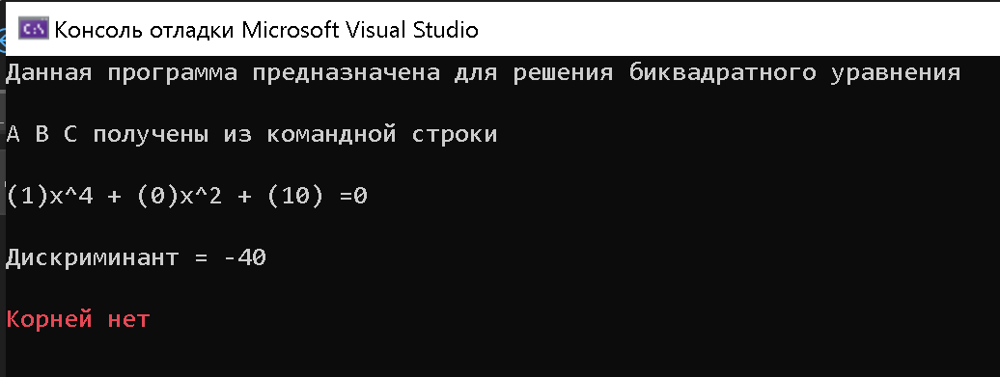 C:\
Консоль отладки Microsoft Visual Studio
Данная программа предназначена для решения биквадратного уравнения
A B C получены из командной строки
(1)x^4 + (0)x^2 + (10) =0
Дискриминант = -40
Корней нет